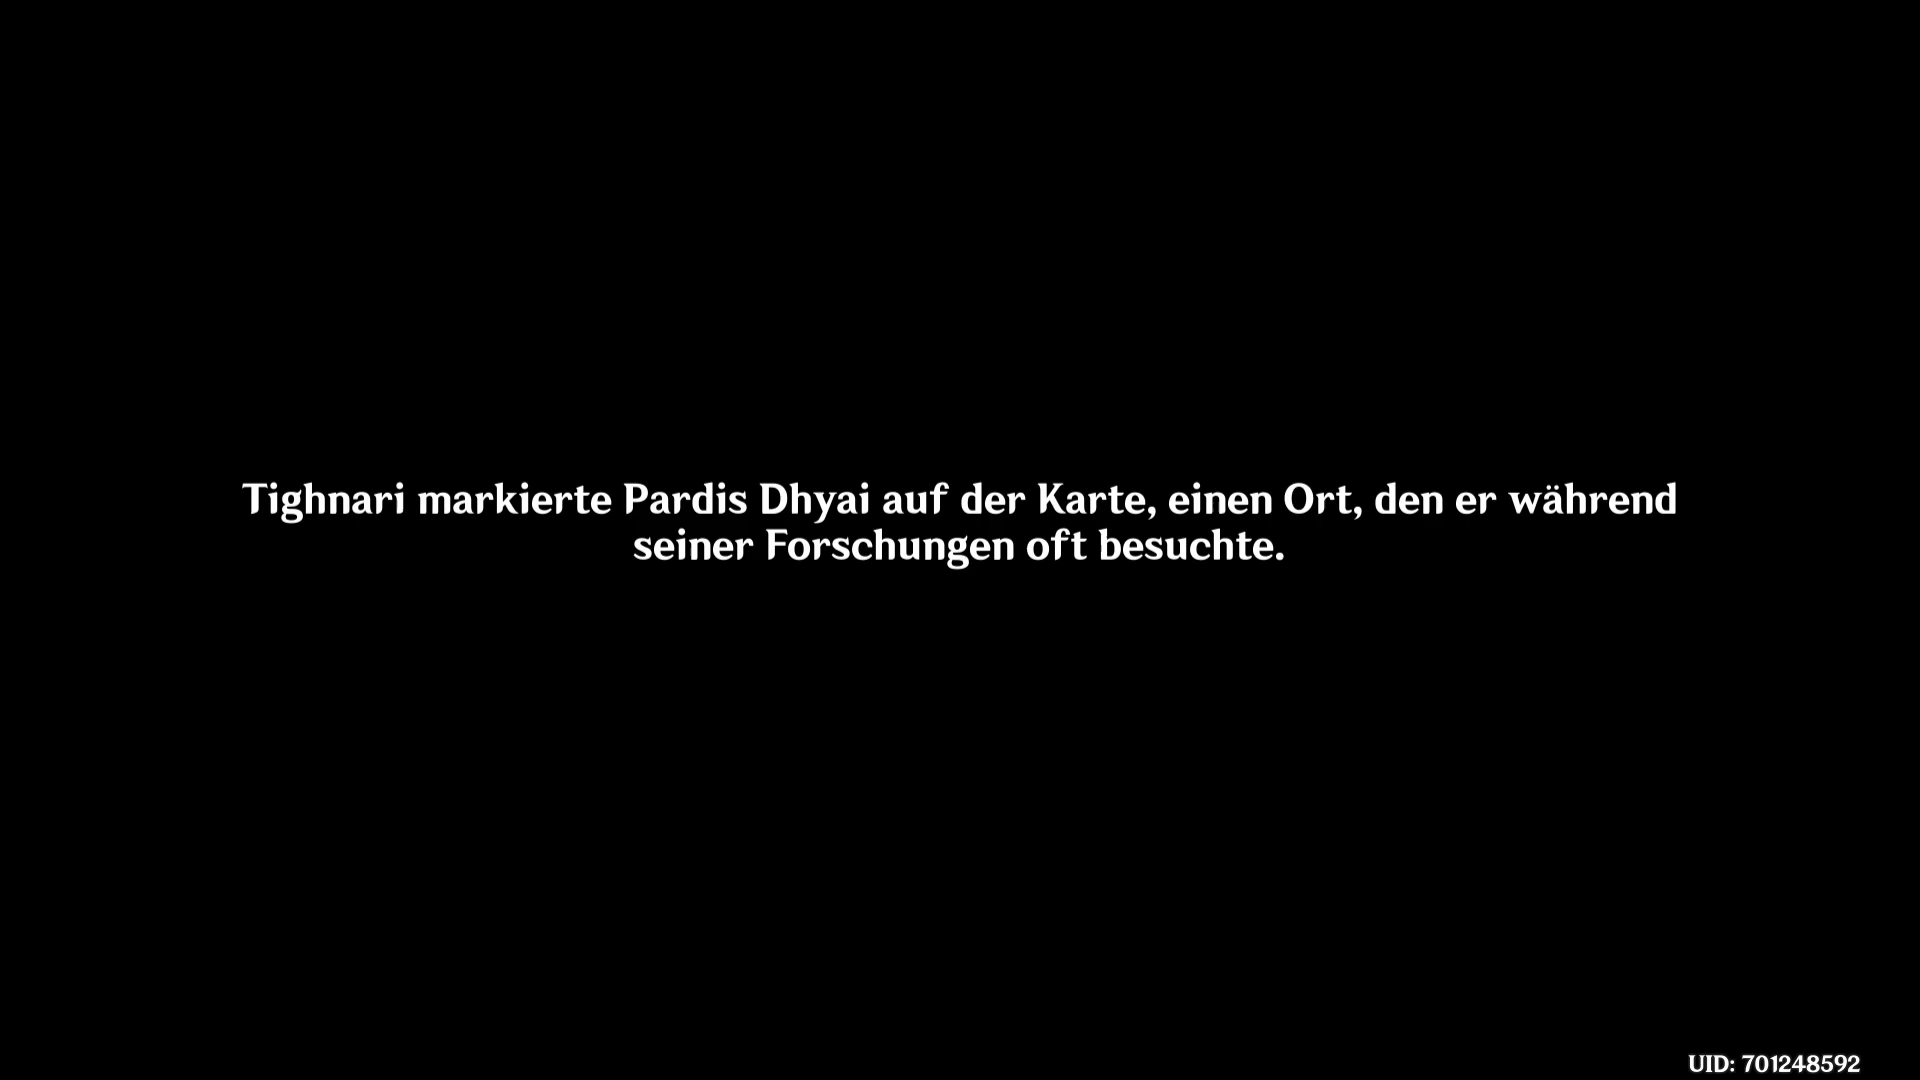 Tighnari markierte Pardis Dhyai auf der Karte, einen Ort, den er während
seiner Forschungen oft besuchte.
UID: 701248592